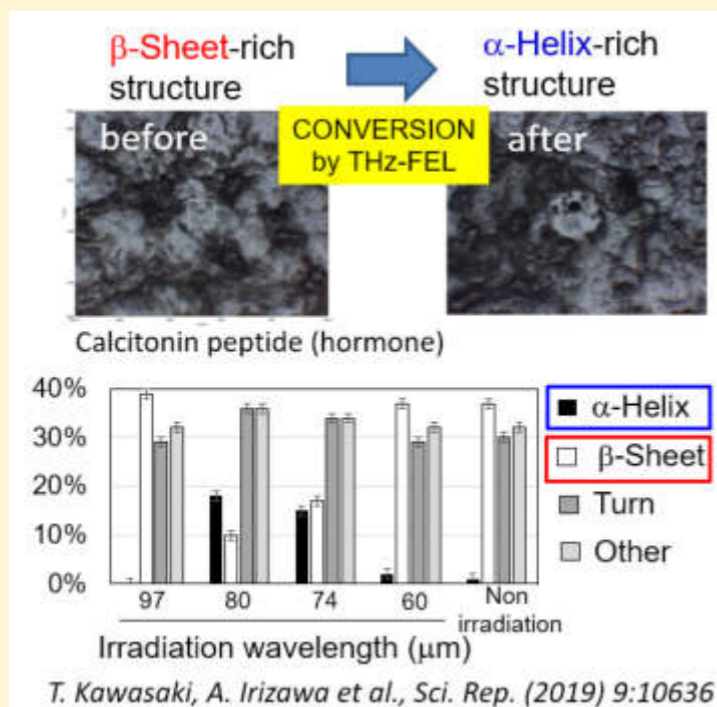 β-Sheet-rich structure
α-Helix-rich structure
before
CONVERSION by THz-FEL
after
Calcitonin peptide (hormone)
40%
30%
20%
10%
0%
97
80
74
60
Non irradiation
Irradiation wavelength (μm)
α-Helix
β-Sheet
Turn
Other
T. Kawasaki, A. Irizawa et al., Sci. Rep. (2019) 9:10636